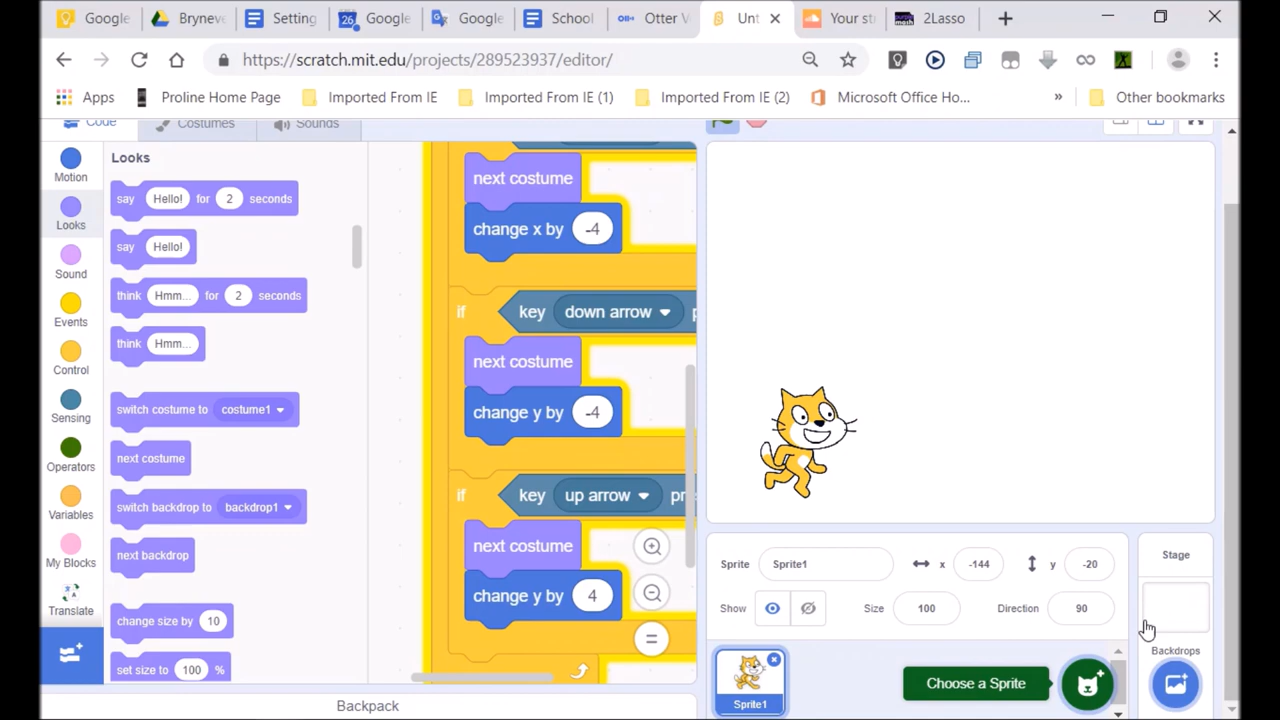 Google
Bryneve
Setting
26 Google
Google
School
Otter V
Unt
Your st
2Lasso
https://scratch.mit.edu/projects/289523937/editor/
Apps
Proline Home Page
Imported From IE
Imported From IE (1)
Imported From IE (2)
Microsoft Office Ho...
»
Other bookmarks
Code
Costumes
Sounds
Motion
Looks
Sound
Events
Control
Sensing
Operators
Variables
My Blocks
Translate
Looks
say Hello! for 2 seconds
say Hello!
think Hmm... for 2 seconds
think Hmm...
switch costume to costume1
next costume
switch backdrop to backdrop1
next backdrop
change size by 10
set size to 100 %
next costume
change x by -4
if key down arrow p
next costume
change y by -4
if key up arrow pr
next costume
change y by 4
Sprite Sprite1 x -144 y -20
Show Size 100 Direction 90
Sprite1
Choose a Sprite
Stage
Backdrops
Backpack